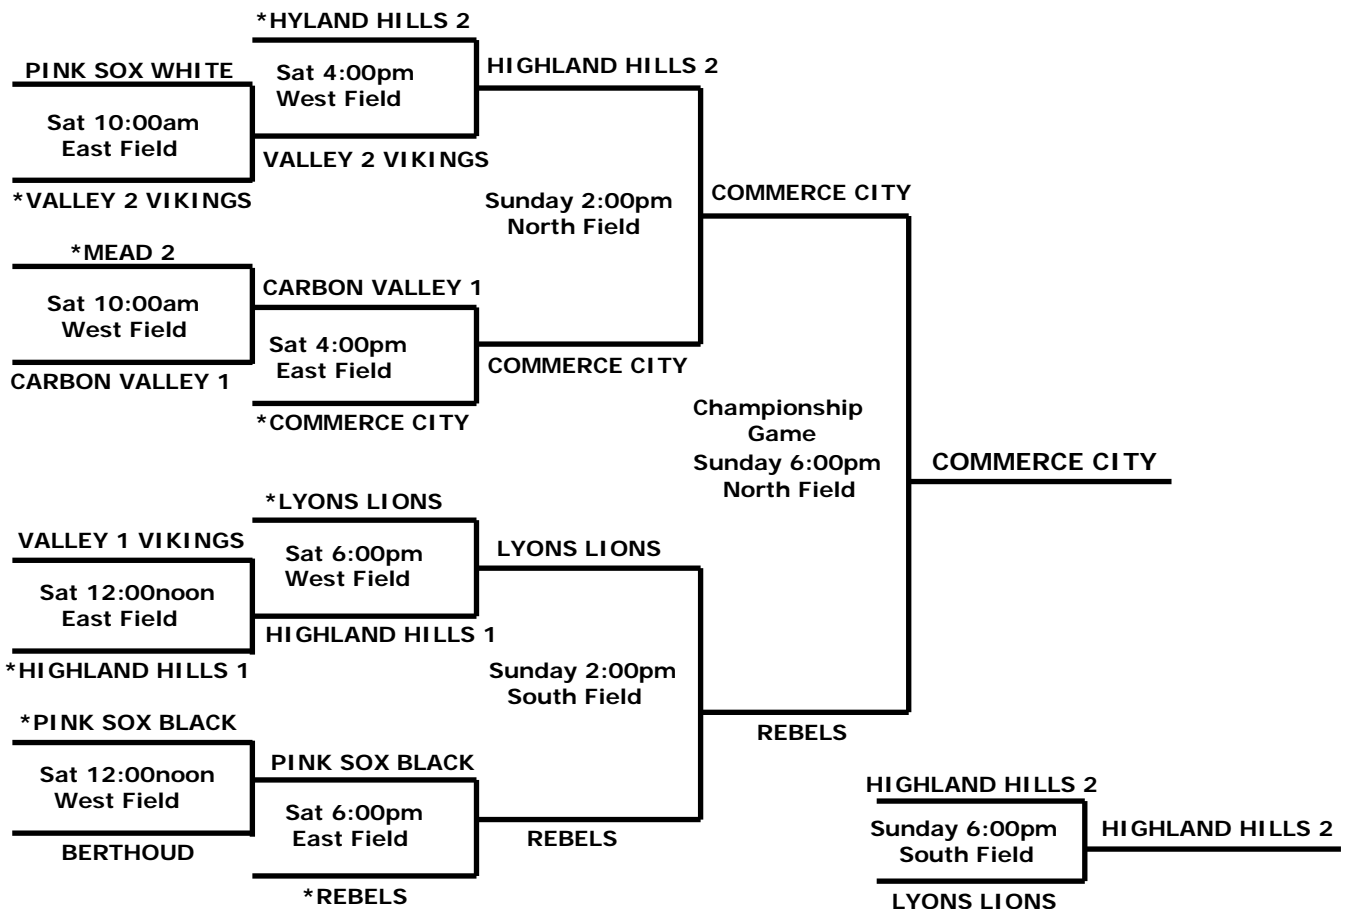 *HYLAND HILLS 2
PINK SOX WHITE
Sat 4:00pm
West Field
HIGHLAND HILLS 2
Sat 10:00am
East Field
VALLEY 2 VIKINGS
*VALLEY 2 VIKINGS
Sunday 2:00pm
North Field
COMMERCE CITY
*MEAD 2
Sat 10:00am
West Field
CARBON VALLEY 1
CARBON VALLEY 1
Sat 4:00pm
East Field
COMMERCE CITY
*COMMERCE CITY
Championship
Game
Sunday 6:00pm
North Field
COMMERCE CITY
*LYONS LIONS
VALLEY 1 VIKINGS
Sat 6:00pm
West Field
LYONS LIONS
Sat 12:00noon
East Field
HIGHLAND HILLS 1
*HIGHLAND HILLS 1
Sunday 2:00pm
South Field
*PINK SOX BLACK
REBELS
Sat 12:00noon
West Field
PINK SOX BLACK
BERTHOUD
Sat 6:00pm
East Field
REBELS
*REBELS
HIGHLAND HILLS 2
Sunday 6:00pm
South Field
HIGHLAND HILLS 2
LYONS LIONS